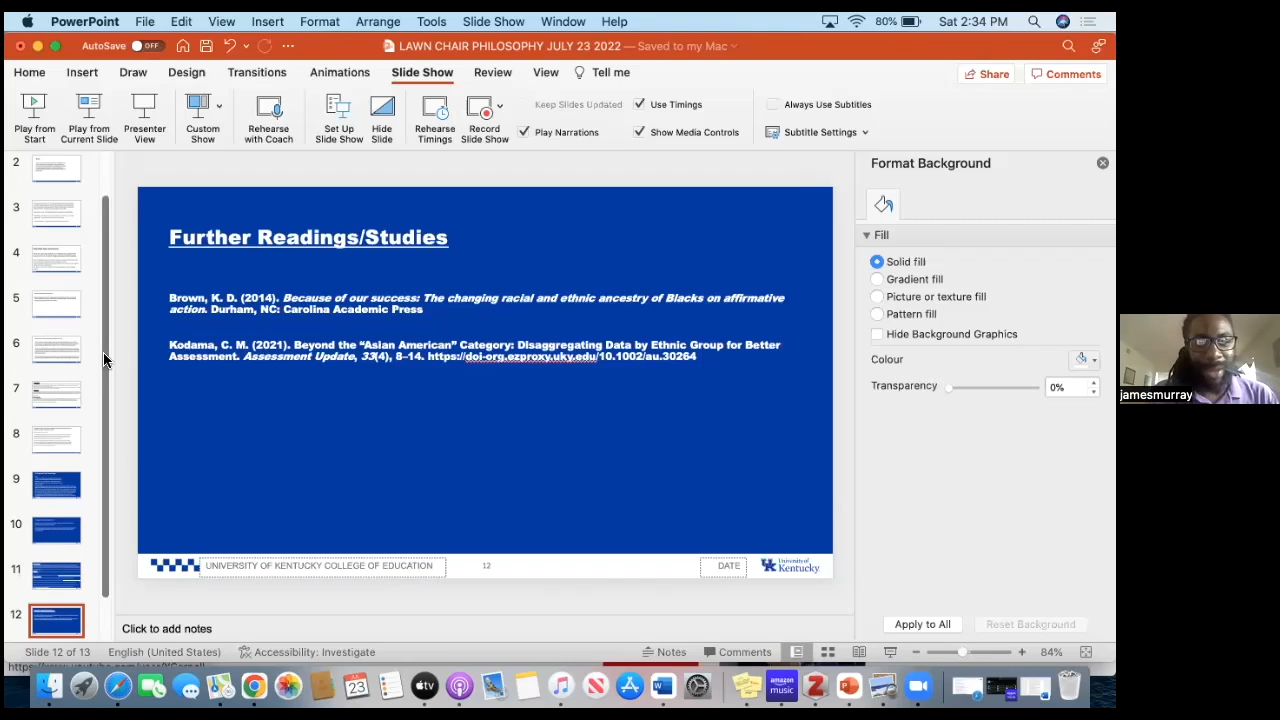 PowerPoint File Edit View Insert Format Arrange Tools Slide Show Window Help 80% Sat 2:34 PM
AutoSave OFF LAWN CHAIR PHILOSOPHY JULY 23 2022 — Saved to my Mac
Home Insert Draw Design Transitions Animations Slide Show Review View Tell me Share Comments
Play from Start
Play from Current Slide
Presenter View
Custom Show
Rehearse with Coach
Set Up Slide Show
Hide Slide
Rehearse Timings
Record Slide Show
Keep Slides Updated Use Timings
Play Narrations Show Media Controls
Always Use Subtitles
Subtitle Settings
2
3
4
5
6
7
8
9
10
11
12
Further Readings/Studies
Brown, K. D. (2014). Because of our success: The changing racial and ethnic ancestry of Blacks on affirmative
action. Durham, NC: Carolina Academic Press
Kodama, C. M. (2021). Beyond the “Asian American” Category: Disaggregating Data by Ethnic Group for Better
Assessment. Assessment Update, 33(4), 8–14. https://doi-org.ezproxy.uky.edu/10.1002/au.30264
UNIVERSITY OF KENTUCKY COLLEGE OF EDUCATION 12 DATE
University of
Kentucky.
Format Background
Fill
Solid fill
Gradient fill
Picture or texture fill
Pattern fill
Hide Background Graphics
Colour
Transparency 0%
Apply to All Reset Background
jamesmurray
Click to add notes
Slide 12 of 13 English (United States) Accessibility: Investigate Notes Comments 84%
JUL
23
tv
amazon
music